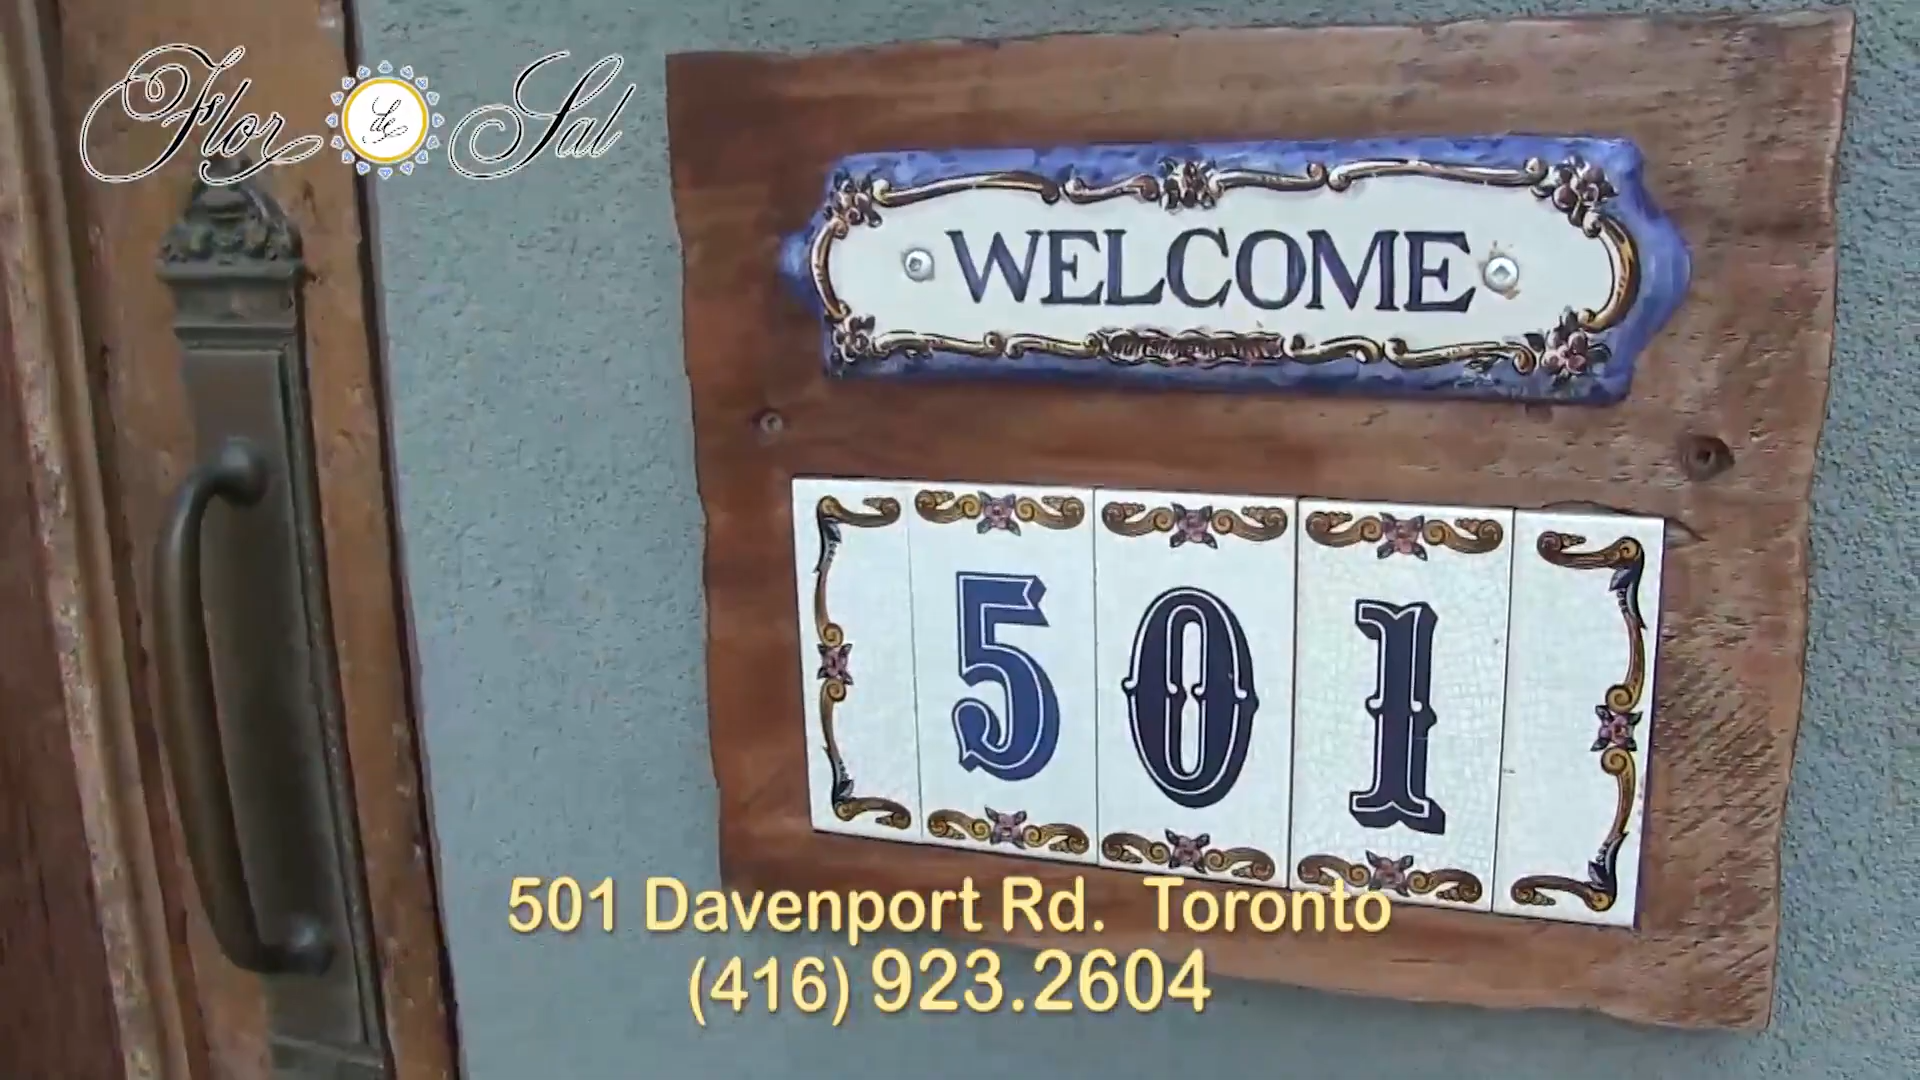 Flor de Sal
WELCOME
501
501 Davenport Rd. Toronto
(416) 923.2604